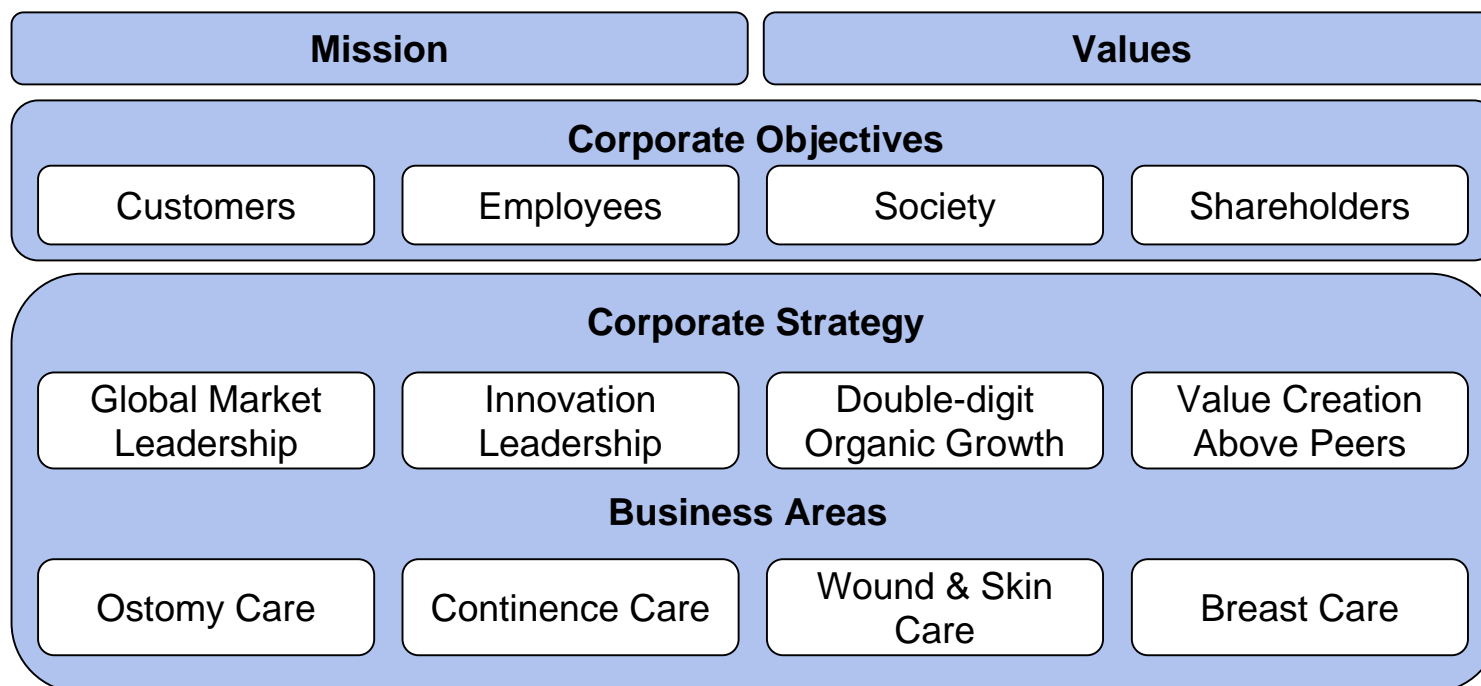 Mission
Values
Corporate Objectives
Customers
Employees
Society
Shareholders
Corporate Strategy
Global Market
Leadership
Innovation
Leadership
Double-digit
Organic Growth
Value Creation
Above Peers
Business Areas
Ostomy Care
Continence Care
Wound & Skin
Care
Breast Care